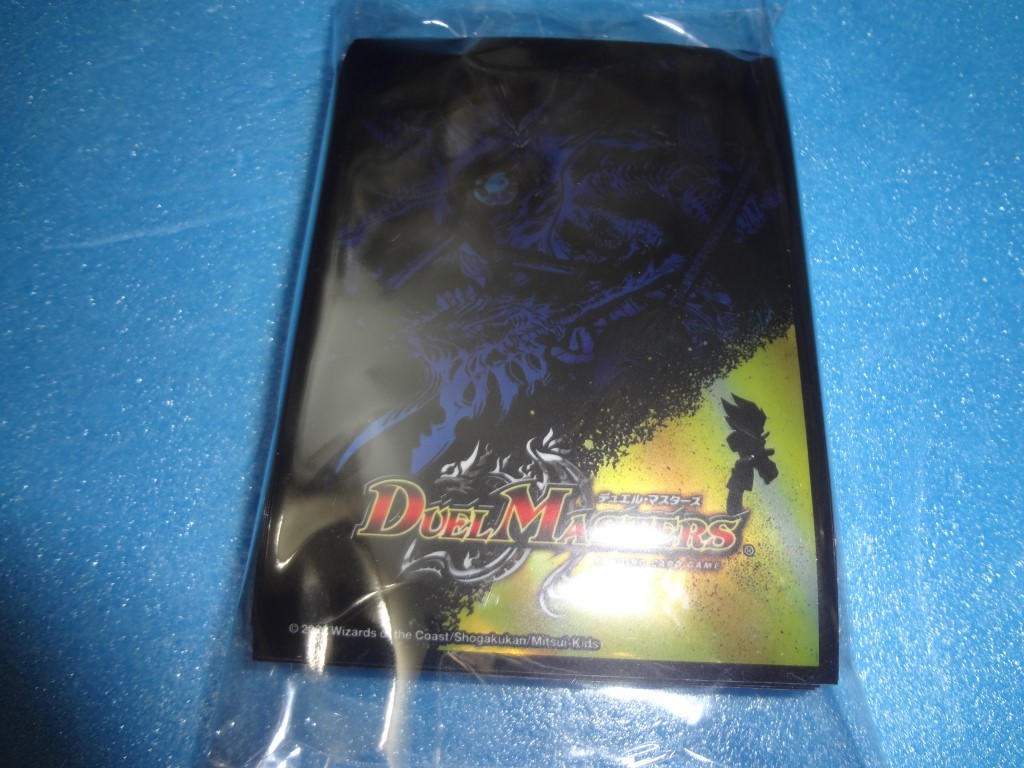 デュエル・マスターズ
DUEL MASTERS®
TRADING CARD GAME
Wizards of the Coast/Shogakukan/Mitsui-Kids